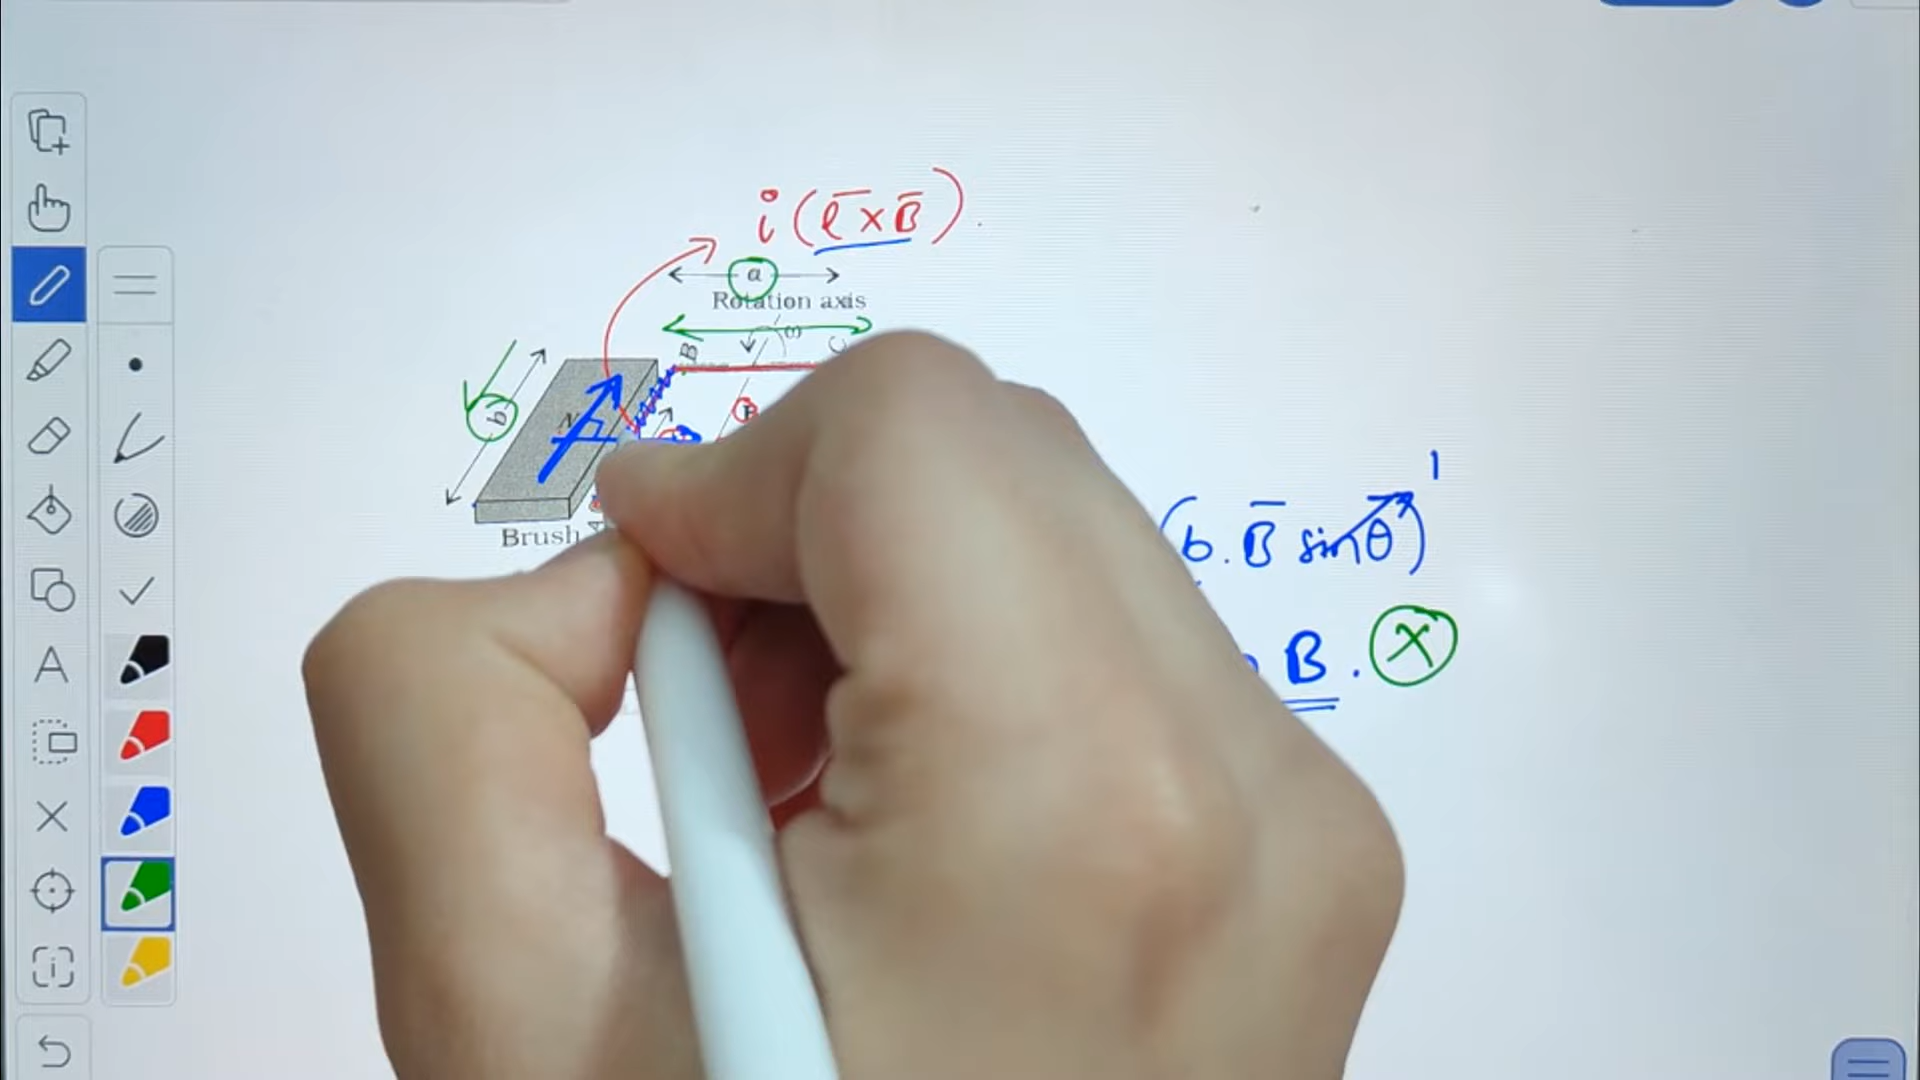 i (l̄ × B̄)
a
Rotation axis
ω
B
C
b
N
Brush
1
(b. B̄ sinθ)
B . X